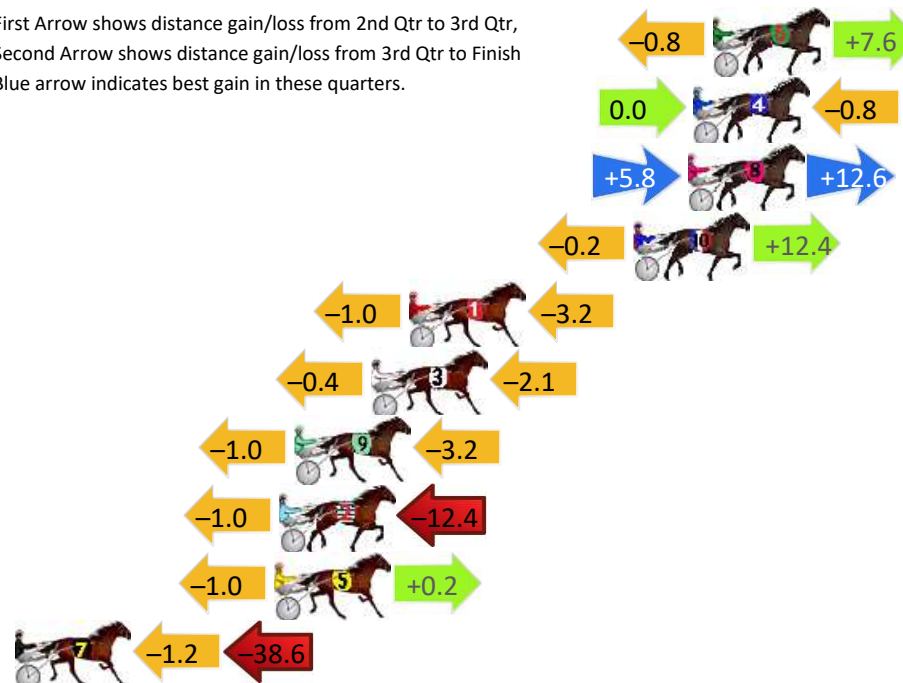 First Arrow shows distance gain/loss from 2nd Qtr to 3rd Qtr,
Second Arrow shows distance gain/loss from 3rd Qtr to Finish
Blue arrow indicates best gain in these quarters.
–0.8 +7.6
0.0 4 –0.8
+5.8 8 +12.6
–0.2 10 +12.4
–1.0 1 –3.2
–0.4 3 –2.1
–1.0 9 –3.2
–1.0 2 –12.4
–1.0 5 +0.2
7 –1.2 –38.6